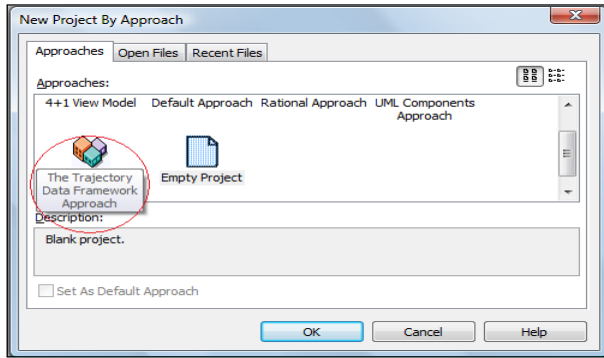 New Project By Approach
Approaches Open Files Recent Files
Approaches:
4+1 View Model Default Approach Rational Approach UML Components
Approach
The Trajectory
Data Framework
Approach
Empty Project
Description:
Blank project.
Set As Default Approach
OK Cancel Help